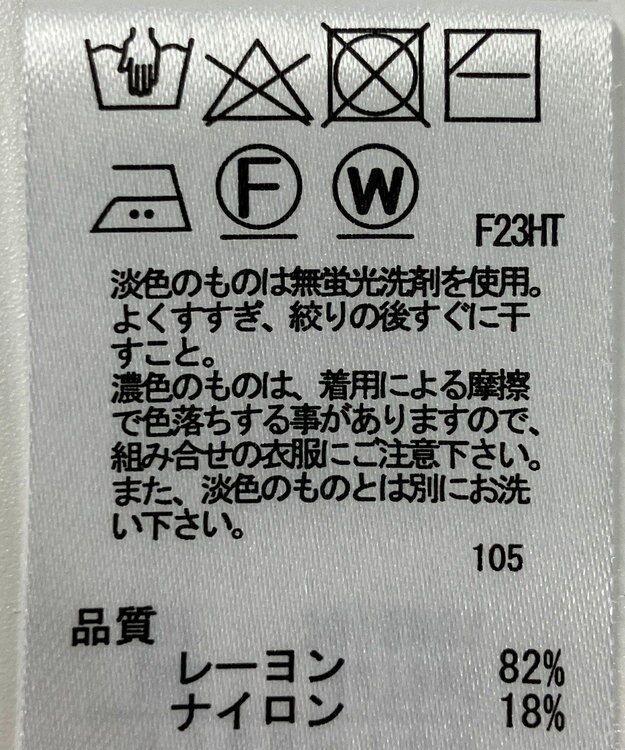 F W
F23HT
淡色のものは無蛍光洗剤を使用。
よくすすぎ、絞りの後すぐに干
すこと。
濃色のものは、着用による摩擦
で色落ちする事がありますので、
組み合せの衣服にご注意下さい。
また、淡色のものとは別にお洗
い下さい。
105
品質
レーヨン 82%
ナイロン 18%